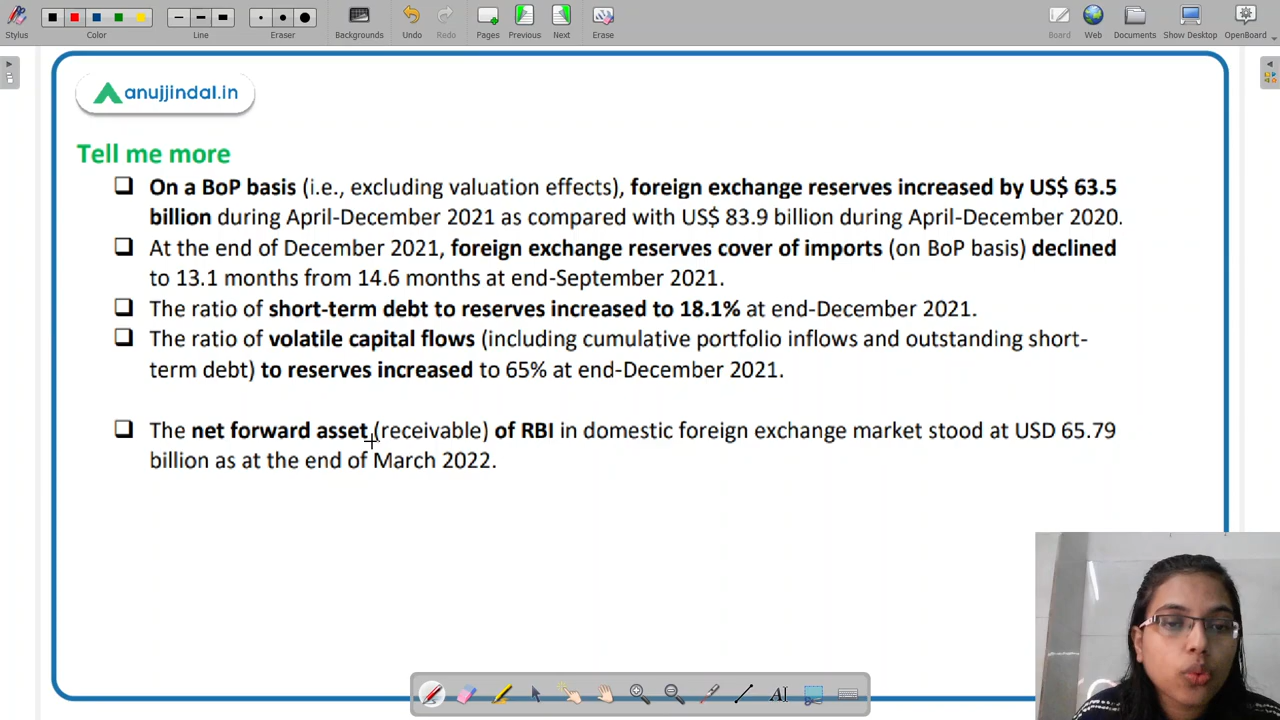 Stylus
Color
Line
Eraser
Backgrounds
Undo
Redo
Pages
Previous
Next
Erase
Board
Web
Documents
Show Desktop
OpenBoard
anujjindal.in
Tell me more
On a BoP basis (i.e., excluding valuation effects), foreign exchange reserves increased by US$ 63.5
billion during April-December 2021 as compared with US$ 83.9 billion during April-December 2020.
At the end of December 2021, foreign exchange reserves cover of imports (on BoP basis) declined
to 13.1 months from 14.6 months at end-September 2021.
The ratio of short-term debt to reserves increased to 18.1% at end-December 2021.
The ratio of volatile capital flows (including cumulative portfolio inflows and outstanding short-
term debt) to reserves increased to 65% at end-December 2021.
The net forward asset (receivable) of RBI in domestic foreign exchange market stood at USD 65.79
billion as at the end of March 2022.
AI